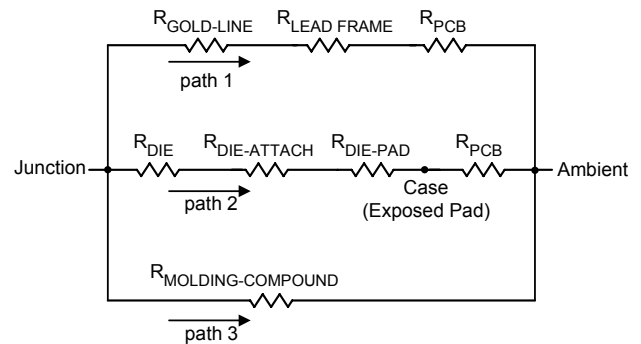 RGOLD-LINE RLEAD FRAME RPCB
path 1
RDIE RDIE-ATTACH RDIE-PAD RPCB
Junction Ambient
path 2 Case
(Exposed Pad)
RMOLDING-COMPOUND
path 3